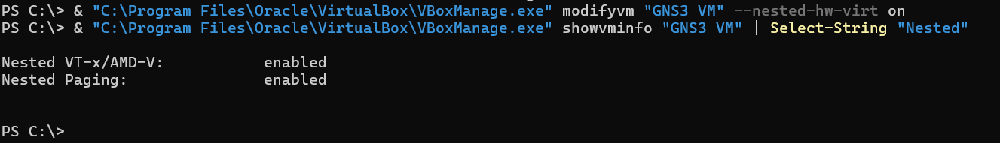 PS C:\> & "C:\Program Files\Oracle\VirtualBox\VBoxManage.exe" modifyvm "GNS3 VM" --nested-hw-virt on
PS C:\> & "C:\Program Files\Oracle\VirtualBox\VBoxManage.exe" showvminfo "GNS3 VM" | Select-String "Nested"
Nested VT-x/AMD-V:           enabled
Nested Paging:               enabled
PS C:\>